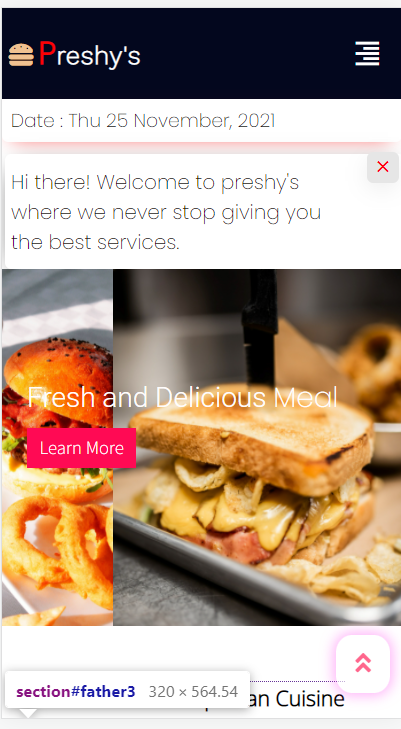 Preshy's
Date : Thu 25 November, 2021
Hi there! Welcome to preshy's
where we never stop giving you
the best services.
Fresh and Delicious Meal
Learn More
an Cuisine
section#father3 320 × 564.54